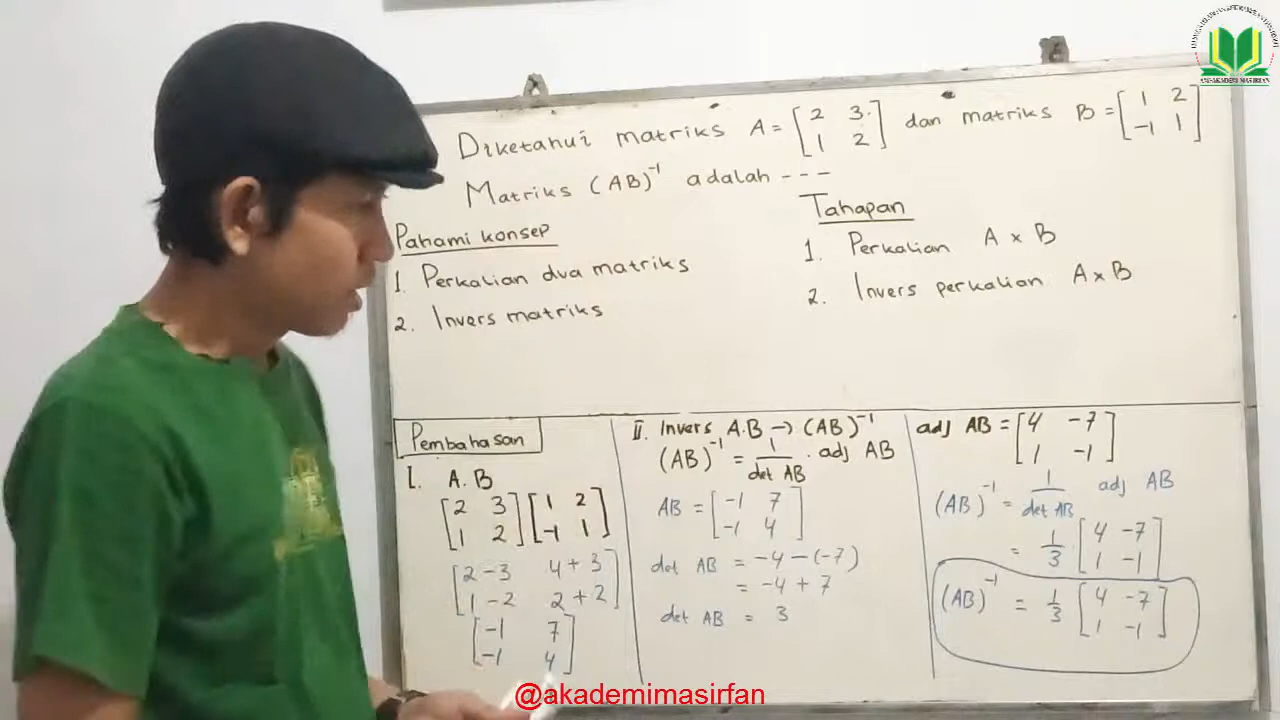 Diketahui matriks A = [2 3; 1 2] dan matriks B = [1 2; -1 1]
Matriks (AB)⁻¹ adalah ---
Pahami konsep
1. Perkalian dua matriks
2. Invers matriks
Tahapan
1. Perkalian A x B
2. Invers perkalian A x B
Pembahasan
I. A.B
[2 3; 1 2] [1 2; -1 1]
[2-3 4+3; 1-2 2+2]
[-1 7; -1 4]
II. Invers A.B → (AB)⁻¹
(AB)⁻¹ = 1/det AB . adj AB
AB = [-1 7; -1 4]
det AB = -4-(-7)
= -4+7
det AB = 3
adj AB = [4 -7; 1 -1]
(AB)⁻¹ = 1/det AB adj AB
= 1/3 [4 -7; 1 -1]
(AB)⁻¹ = 1/3 [4 -7; 1 -1]
@akademimasirfan